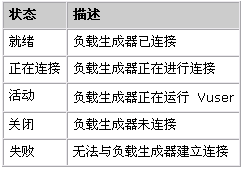 状态 描述
就绪 负载生成器已连接
正在连接 负载生成器正在进行连接
活动 负载生成器正在运行 Vuser
关闭 负载生成器未连接
失败 无法与负载生成器建立连接